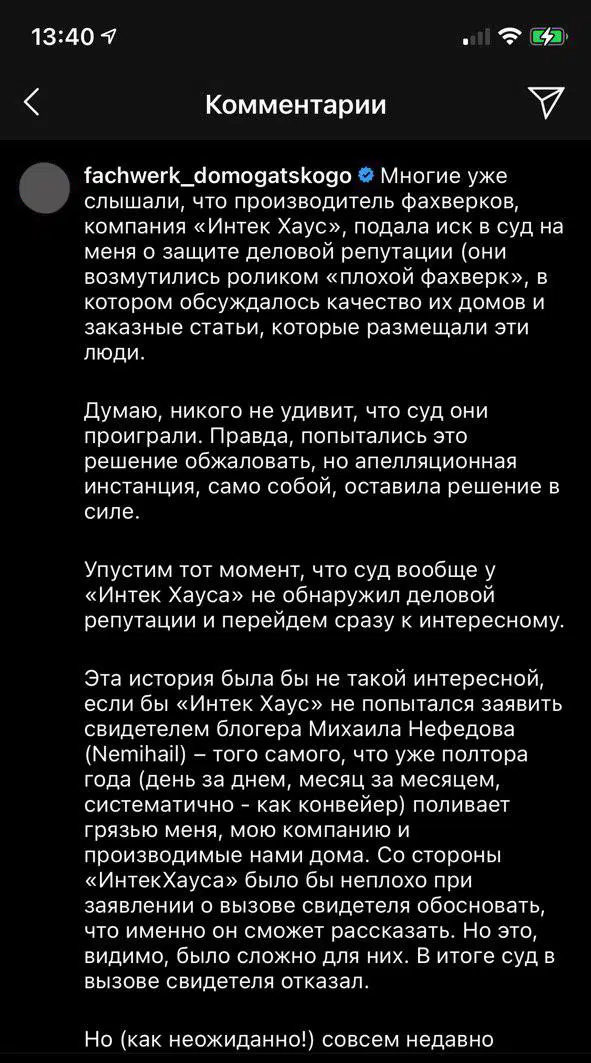 13:40
Комментарии
fachwerk_domogatskogo Многие уже
слышали, что производитель фахверков,
компания «Интек Хаус», подала иск в суд на
меня о защите деловой репутации (они
возмутились роликом «плохой фахверк», в
котором обсуждалось качество их домов и
заказные статьи, которые размещали эти
люди.
Думаю, никого не удивит, что суд они
проиграли. Правда, попытались это
решение обжаловать, но апелляционная
инстанция, само собой, оставила решение в
силе.
Упустим тот момент, что суд вообще у
«Интек Хауса» не обнаружил деловой
репутации и перейдем сразу к интересному.
Эта история была бы не такой интересной,
если бы «Интек Хаус» не попытался заявить
свидетелем блогера Михаила Нефедова
(Nemihail) – того самого, что уже полтора
года (день за днем, месяц за месяцем,
систематично - как конвейер) поливает
грязью меня, мою компанию и
производимые нами дома. Со стороны
«ИнтекХауса» было бы неплохо при
заявлении о вызове свидетеля обосновать,
что именно он сможет рассказать. Но это,
видимо, было сложно для них. В итоге суд в
вызове свидетеля отказал.
Но (как неожиданно!) совсем недавно